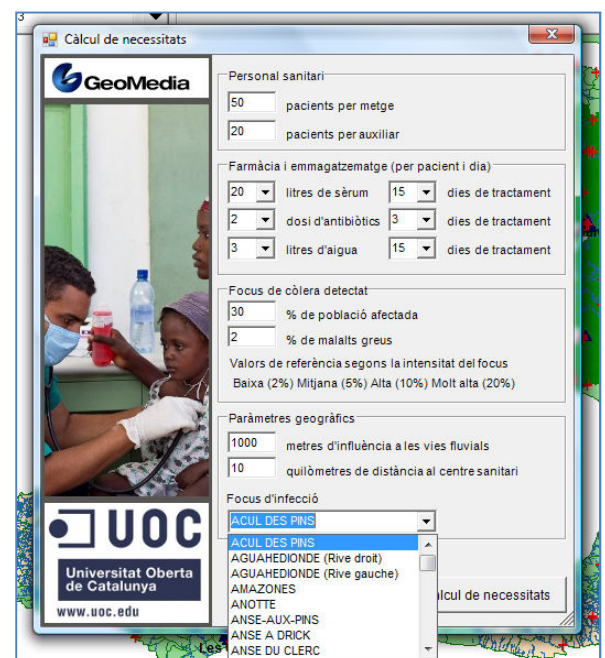 3
Càlcul de necessitats
GeoMedia
Personal sanitari
50 pacients per metge
20 pacients per auxiliar
Farmàcia i emmagatzematge (per pacient i dia)
20 litres de sèrum 15 dies de tractament
2 dosi d'antibiòtics 3 dies de tractament
3 litres d'aigua 15 dies de tractament
Focus de còlera detectat
30 % de població afectada
2 % de malalts greus
Valors de referència segons la intensitat del focus
Baixa (2%) Mitjana (5%) Alta (10%) Molt alta (20%)
Paràmetres geogràfics
1000 metres d'influència a les vies fluvials
10 quilòmetres de distància al centre sanitari
Focus d'infecció
ACUL DES PINS
ACUL DES PINS
AGUAHEDIONDE (Rive droit)
AGUAHEDIONDE (Rive gauche)
AMAZONES
ANOTTE
ANSE-AUX-PINS
ANSE A DRICK
ANSE DU CLERC
lcul de necessitats
UOC
Universitat Oberta
de Catalunya
www.uoc.edu
Les